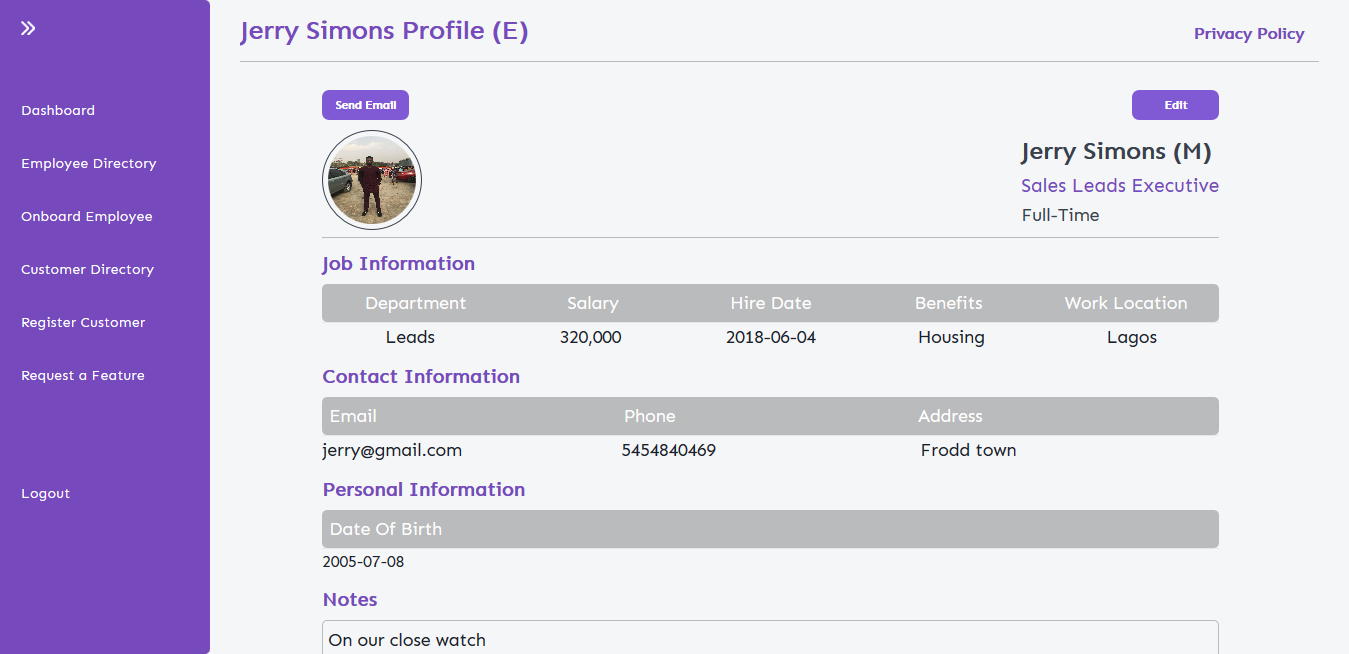 Jerry Simons Profile (E)
Privacy Policy
Dashboard
Employee Directory
Onboard Employee
Customer Directory
Register Customer
Request a Feature
Logout
Send Email
Edit
Jerry Simons (M)
Sales Leads Executive
Full-Time
Job Information
Department Salary Hire Date Benefits Work Location
Leads 320,000 2018-06-04 Housing Lagos
Contact Information
Email Phone Address
jerry@gmail.com 5454840469 Frodd town
Personal Information
Date Of Birth
2005-07-08
Notes
On our close watch